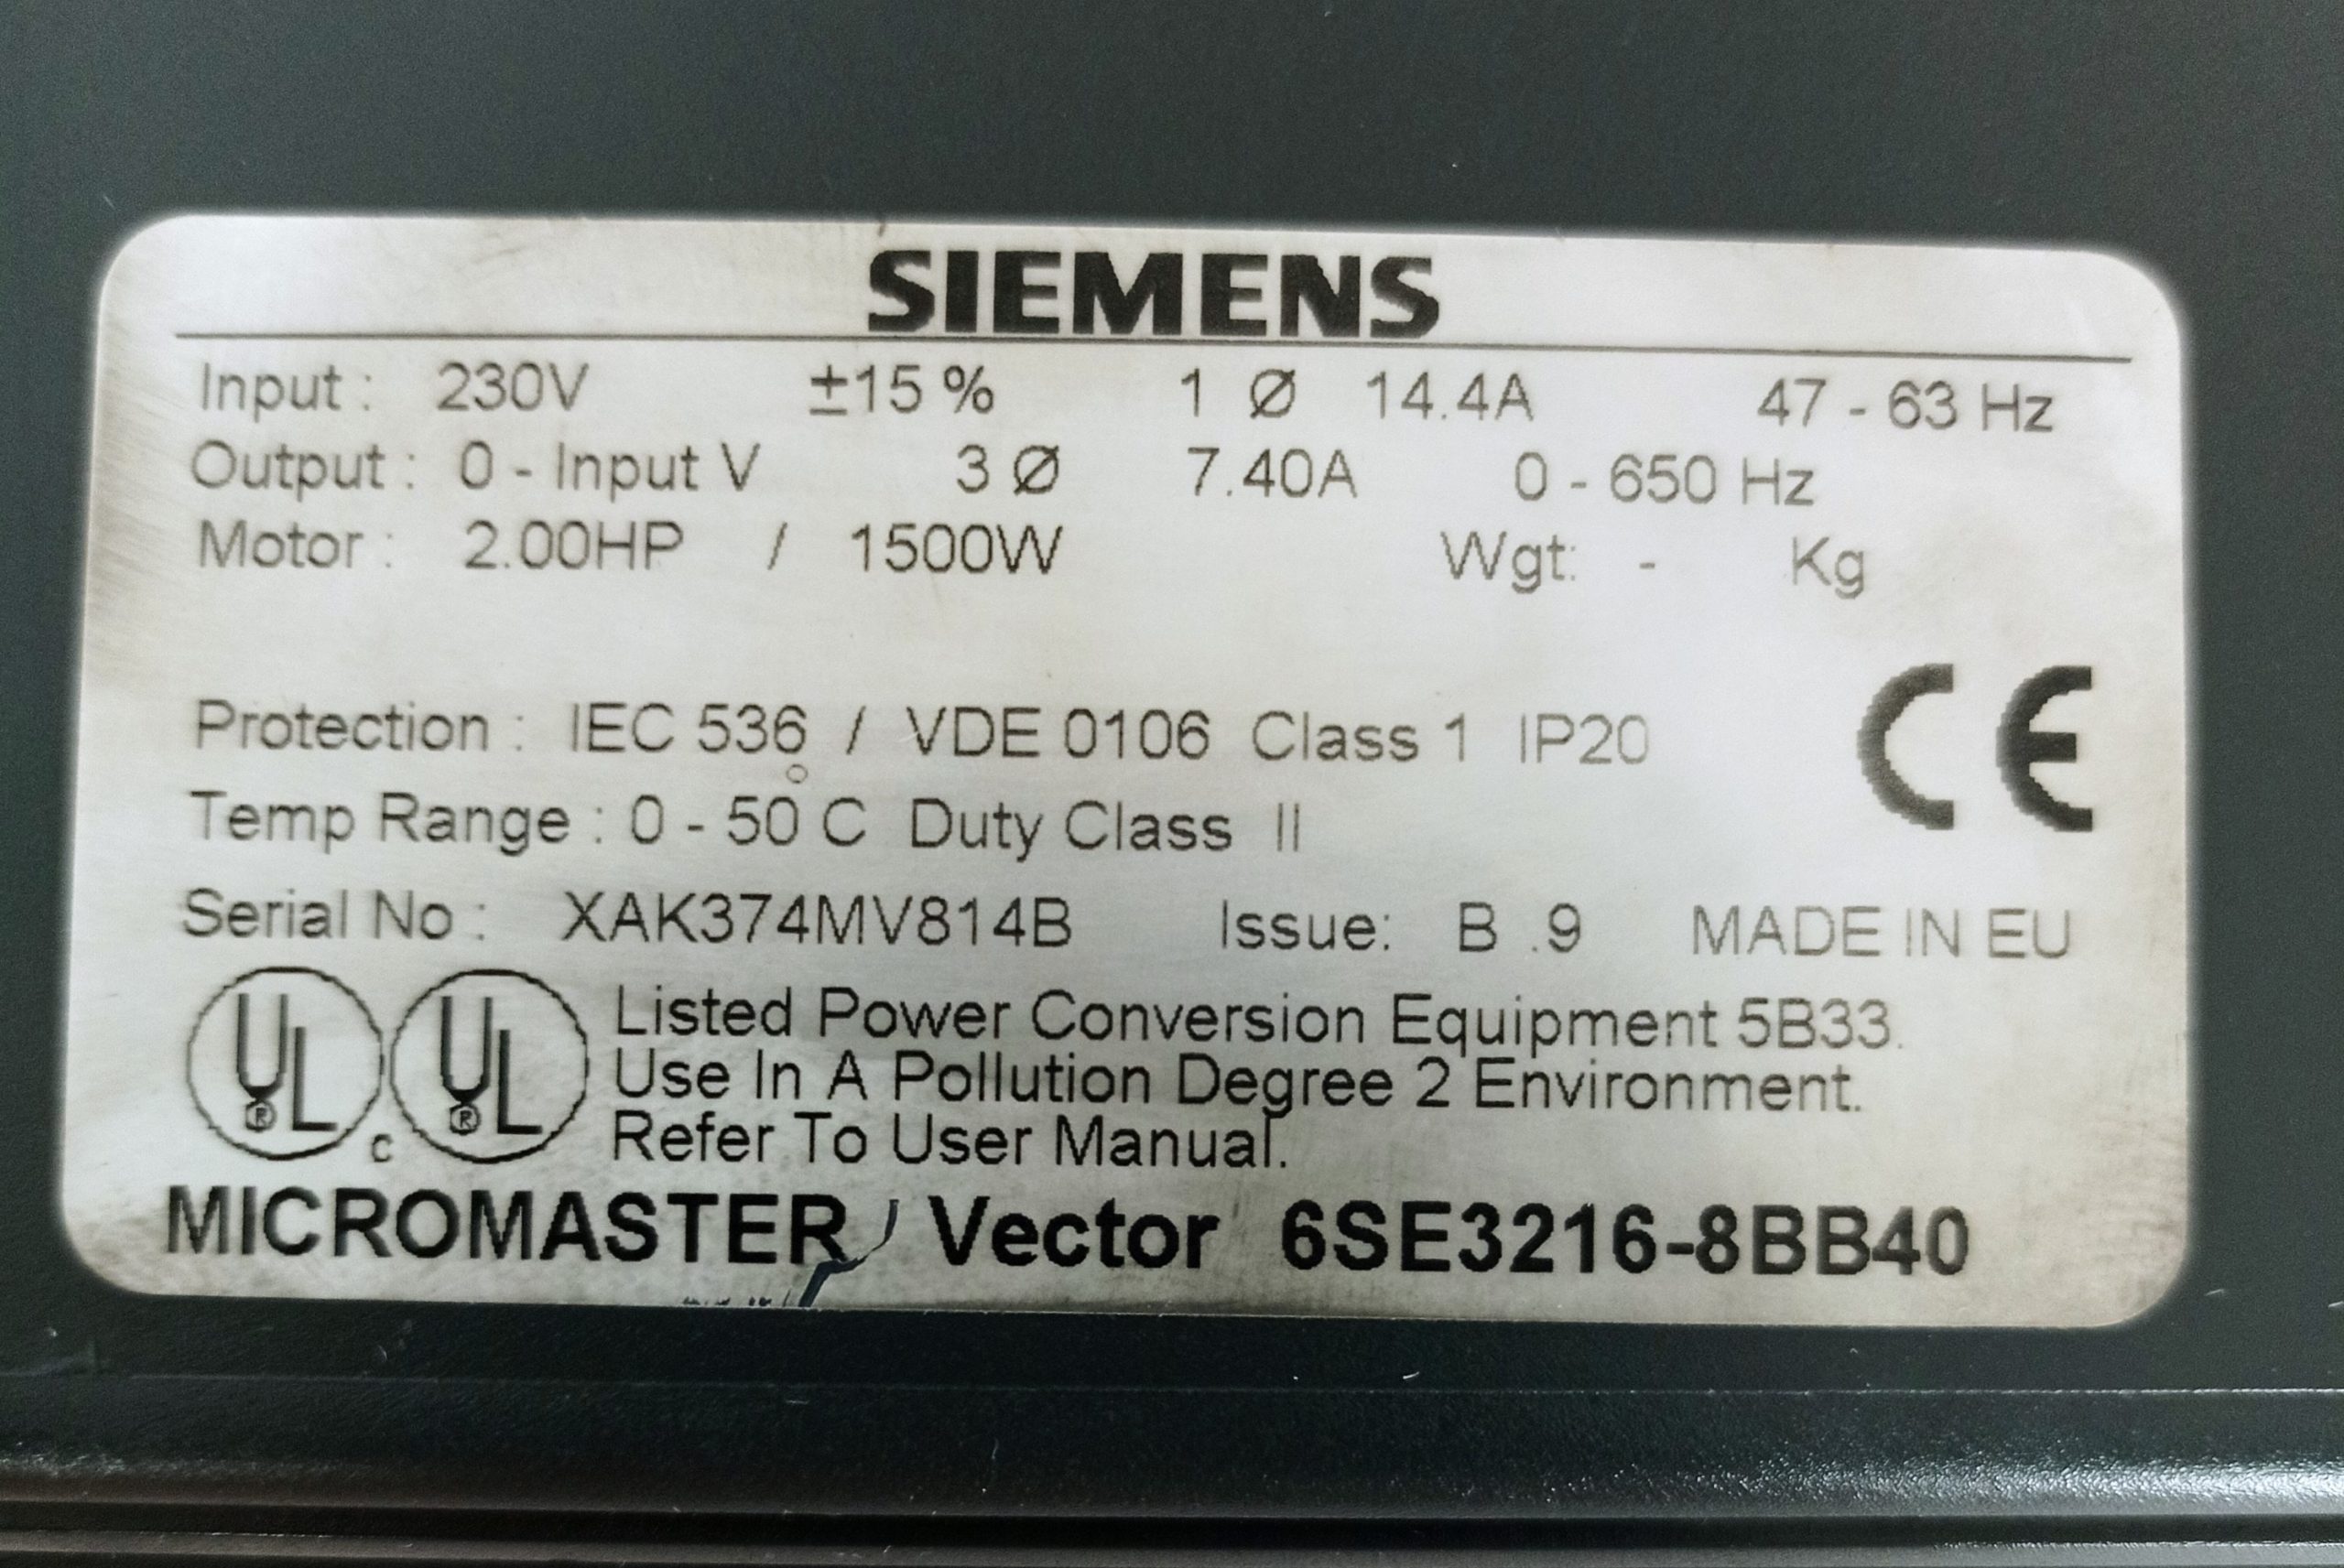 SIEMENS
Input : 230V ±15 % 1 Ø 14.4A 47 - 63 Hz
Output : 0 - Input V 3 Ø 7.40A 0 - 650 Hz
Motor : 2.00HP / 1500W Wgt: - Kg
Protection : IEC 536 / VDE 0106 Class 1 IP20
CE
Temp Range : 0 - 50° C Duty Class II
Serial No : XAK374MV814B Issue: B .9 MADE IN EU
UL ® c UL ® Listed Power Conversion Equipment 5B33.
Use In A Pollution Degree 2 Environment.
Refer To User Manual.
MICROMASTER Vector 6SE3216-8BB40